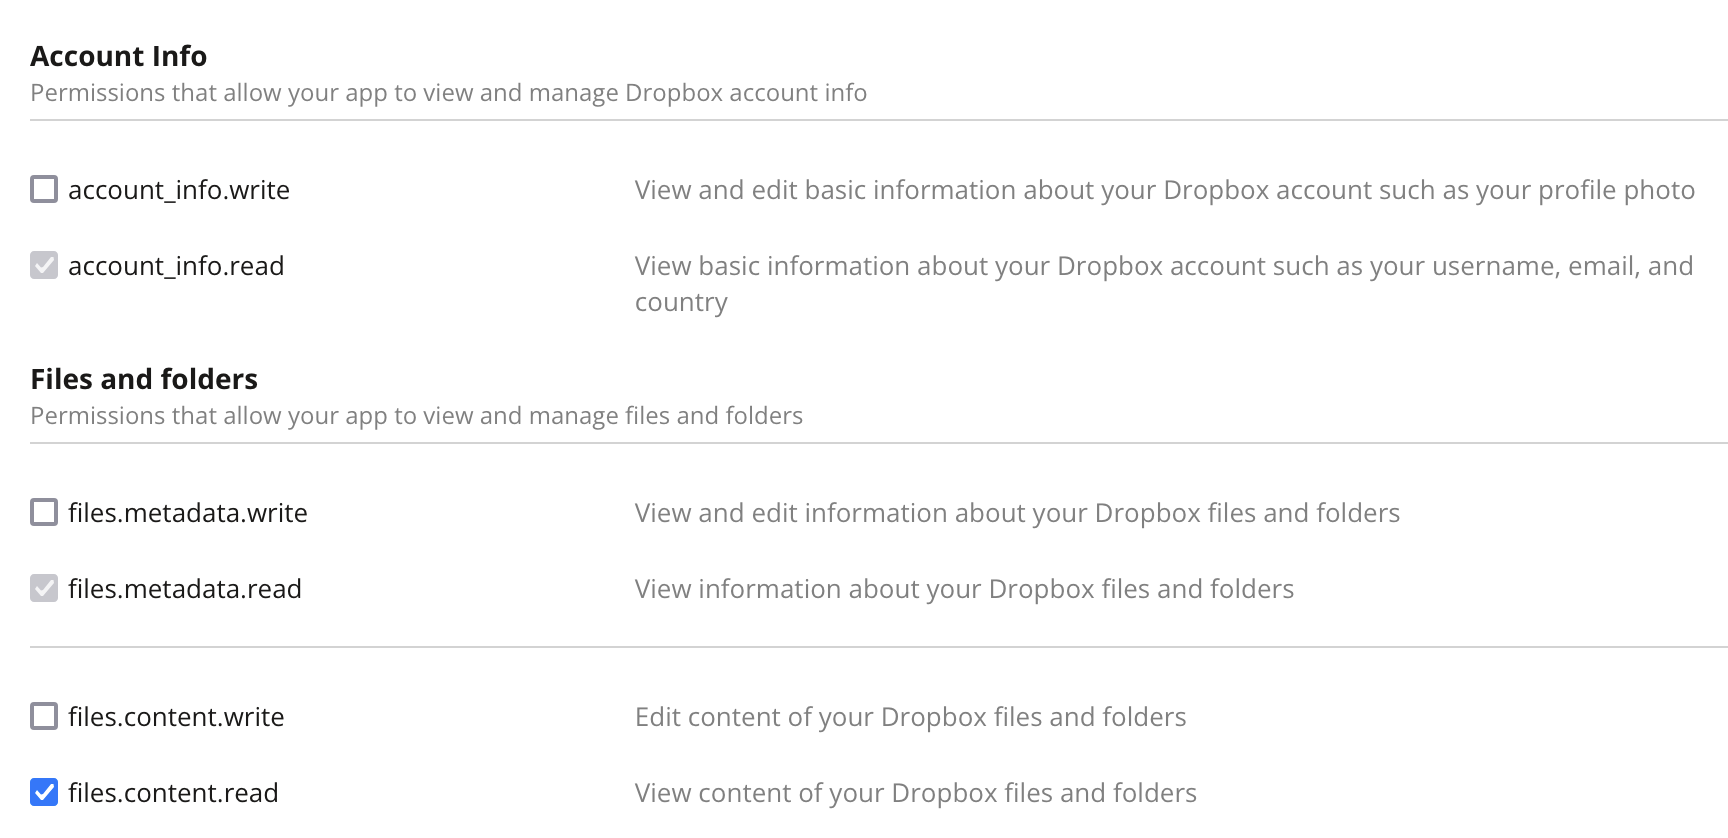 Account Info
Permissions that allow your app to view and manage Dropbox account info
account_info.write
View and edit basic information about your Dropbox account such as your profile photo
account_info.read
View basic information about your Dropbox account such as your username, email, and
country
Files and folders
Permissions that allow your app to view and manage files and folders
files.metadata.write
View and edit information about your Dropbox files and folders
files.metadata.read
View information about your Dropbox files and folders
files.content.write
Edit content of your Dropbox files and folders
files.content.read
View content of your Dropbox files and folders